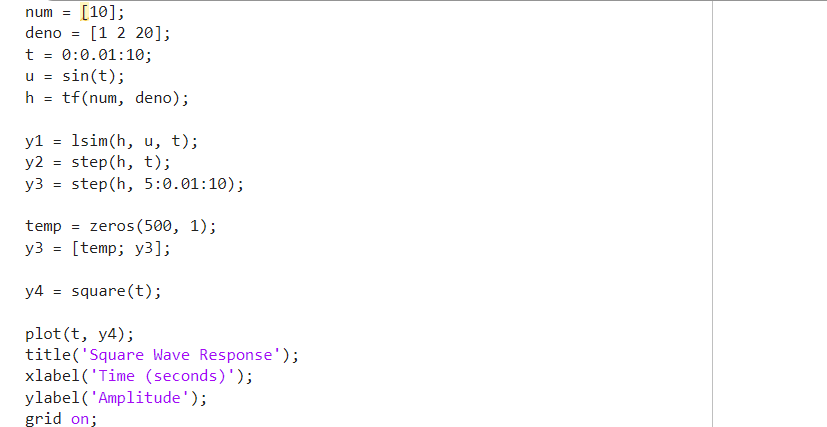 num = [10];
deno = [1 2 20];
t = 0:0.01:10;
u = sin(t);
h = tf(num, deno);
y1 = lsim(h, u, t);
y2 = step(h, t);
y3 = step(h, 5:0.01:10);
temp = zeros(500, 1);
y3 = [temp; y3];
y4 = square(t);
plot(t, y4);
title('Square Wave Response');
xlabel('Time (seconds)');
ylabel('Amplitude');
grid on;